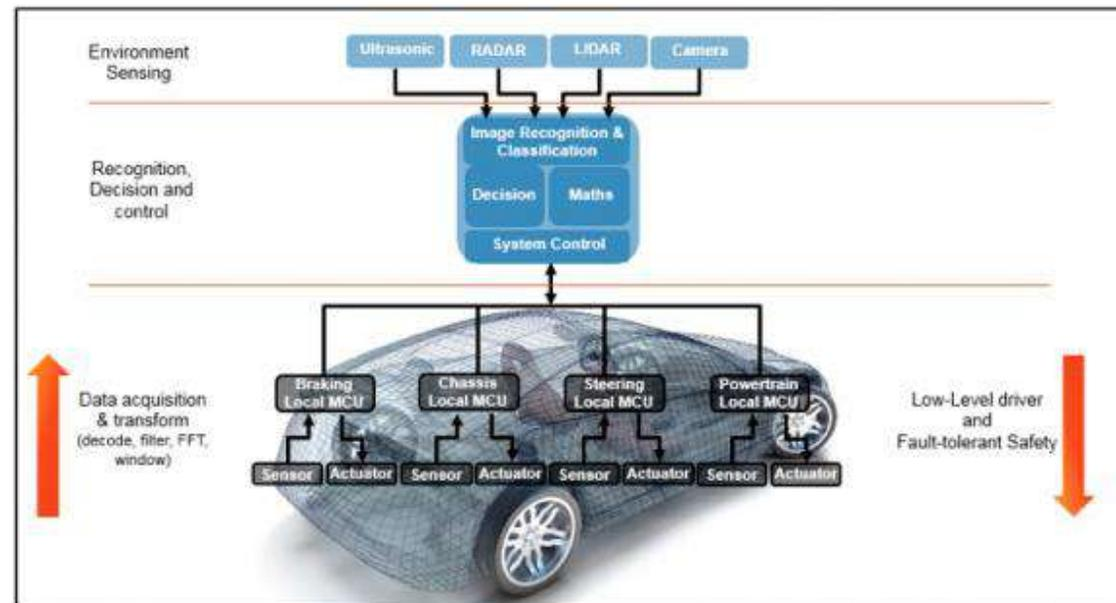 Environment
Sensing
Ultrasonic
RADAR
LIDAR
Camera
Recognition,
Decision and
control
Image Recognition &
Classification
Decision
Maths
System Control
Data acquisition
& transform
(decode, filter, FFT,
window)
Braking
Local MCU
Chassis
Local MCU
Steering
Local MCU
Powertrain
Local MCU
Sensor
Actuator
Sensor
Actuator
Sensor
Actuator
Sensor
Actuator
Low-Level driver
and
Fault-tolerant Safety